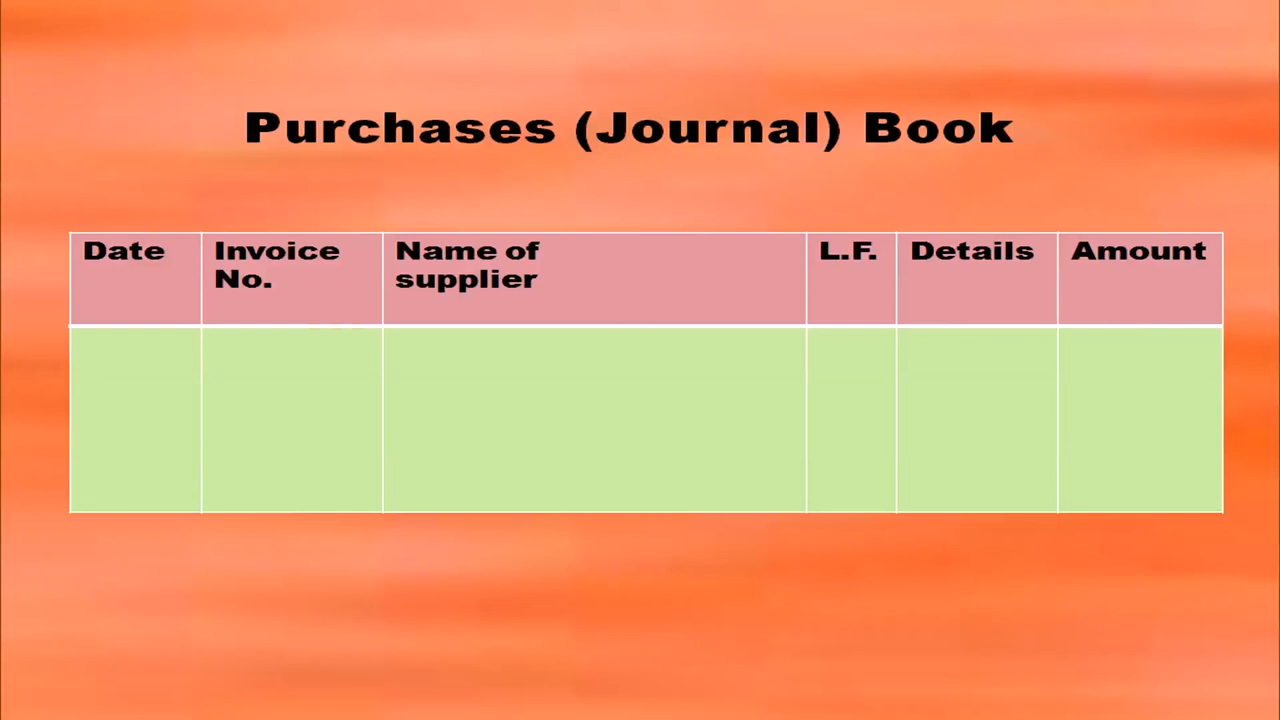 Purchases (Journal) Book
Date
Invoice
No.
Name of
supplier
L.F.
Details
Amount